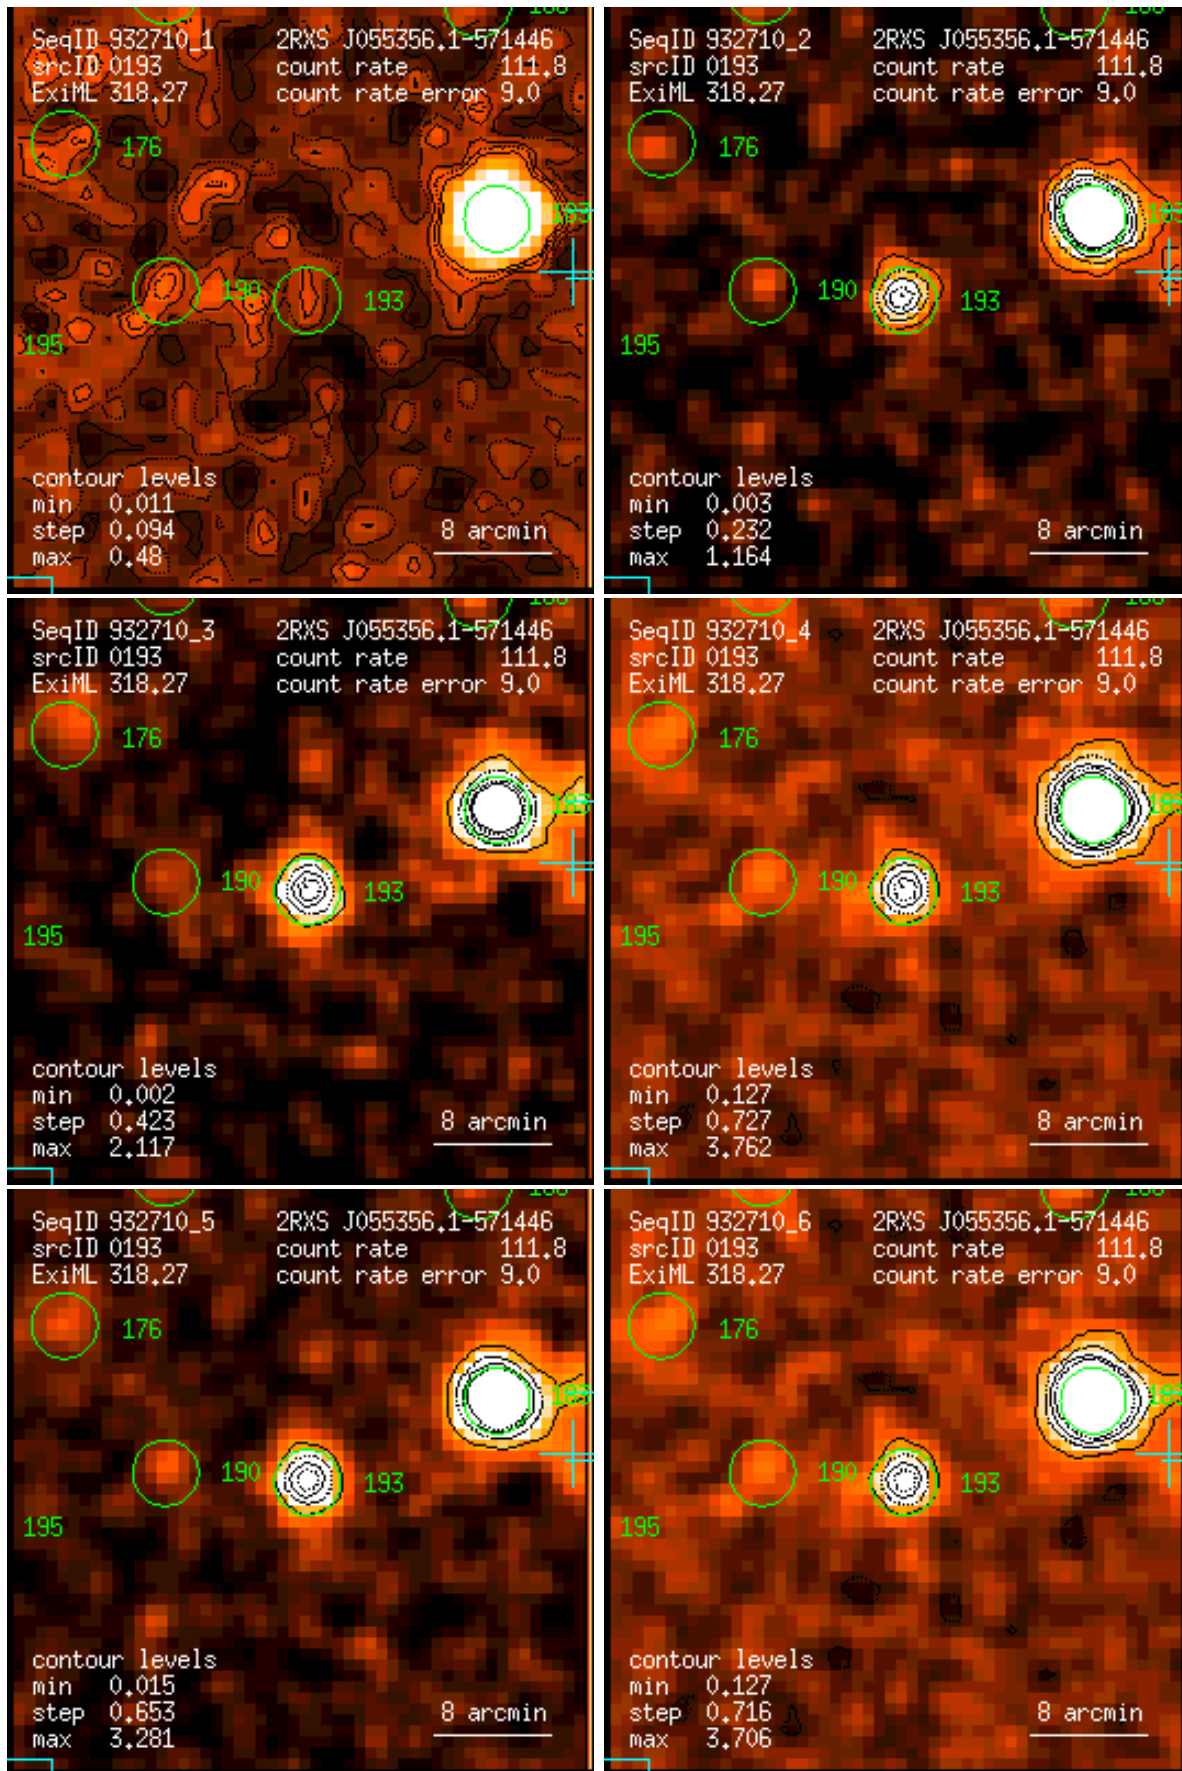 SeqID 932710_1 2RXS J055356.1-571446
srcID 0193 count rate 111.8
ExiML 318.27 count rate error 9.0
176
183
190 193
195
contour levels
min 0.011
step 0.094 8 arcmin
max 0.48
SeqID 932710_2 2RXS J055356.1-571446
srcID 0193 count rate 111.8
ExiML 318.27 count rate error 9.0
176
190 193
195
contour levels
min 0.003
step 0.232 8 arcmin
max 1.164
SeqID 932710_3 2RXS J055356.1-571446
srcID 0193 count rate 111.8
ExiML 318.27 count rate error 9.0
176
183
190 193
195
contour levels
min 0.002
step 0.423 8 arcmin
max 2.117
SeqID 932710_4 2RXS J055356.1-571446
srcID 0193 count rate 111.8
ExiML 318.27 count rate error 9.0
176
190 193
195
contour levels
min 0.127
step 0.727 8 arcmin
max 3.762
SeqID 932710_5 2RXS J055356.1-571446
srcID 0193 count rate 111.8
ExiML 318.27 count rate error 9.0
176
183
190 193
195
contour levels
min 0.015
step 0.653 8 arcmin
max 3.281
SeqID 932710_6 2RXS J055356.1-571446
srcID 0193 count rate 111.8
ExiML 318.27 count rate error 9.0
176
190 193
195
contour levels
min 0.127
step 0.716 8 arcmin
max 3.706